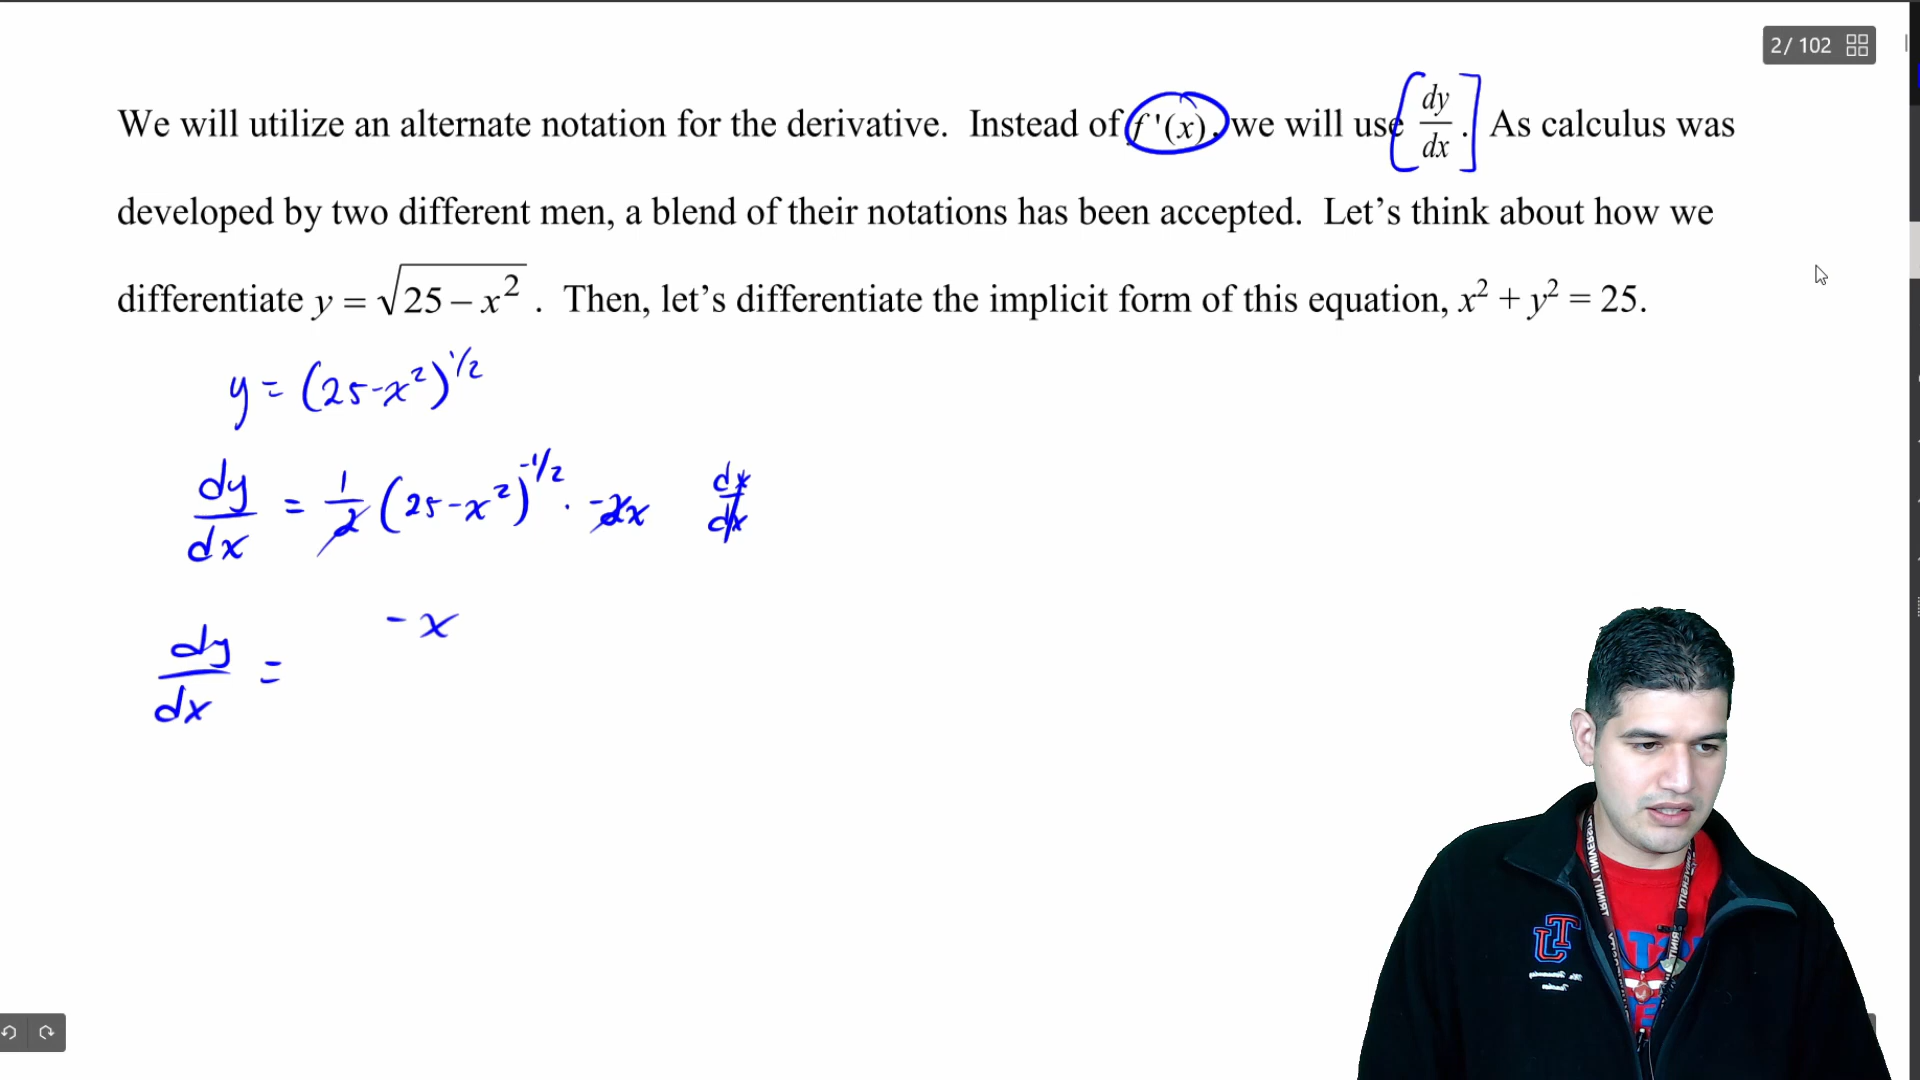 2 / 102
We will utilize an alternate notation for the derivative. Instead of f '(x), we will use dy/dx. As calculus was
developed by two different men, a blend of their notations has been accepted. Let's think about how we
differentiate y = √(25 − x²) . Then, let's differentiate the implicit form of this equation, x² + y² = 25.
y = (25-x²)^1/2
dy/dx = 1/2 (25-x²)^-1/2 · -2x dx/dx
dy/dx = -x